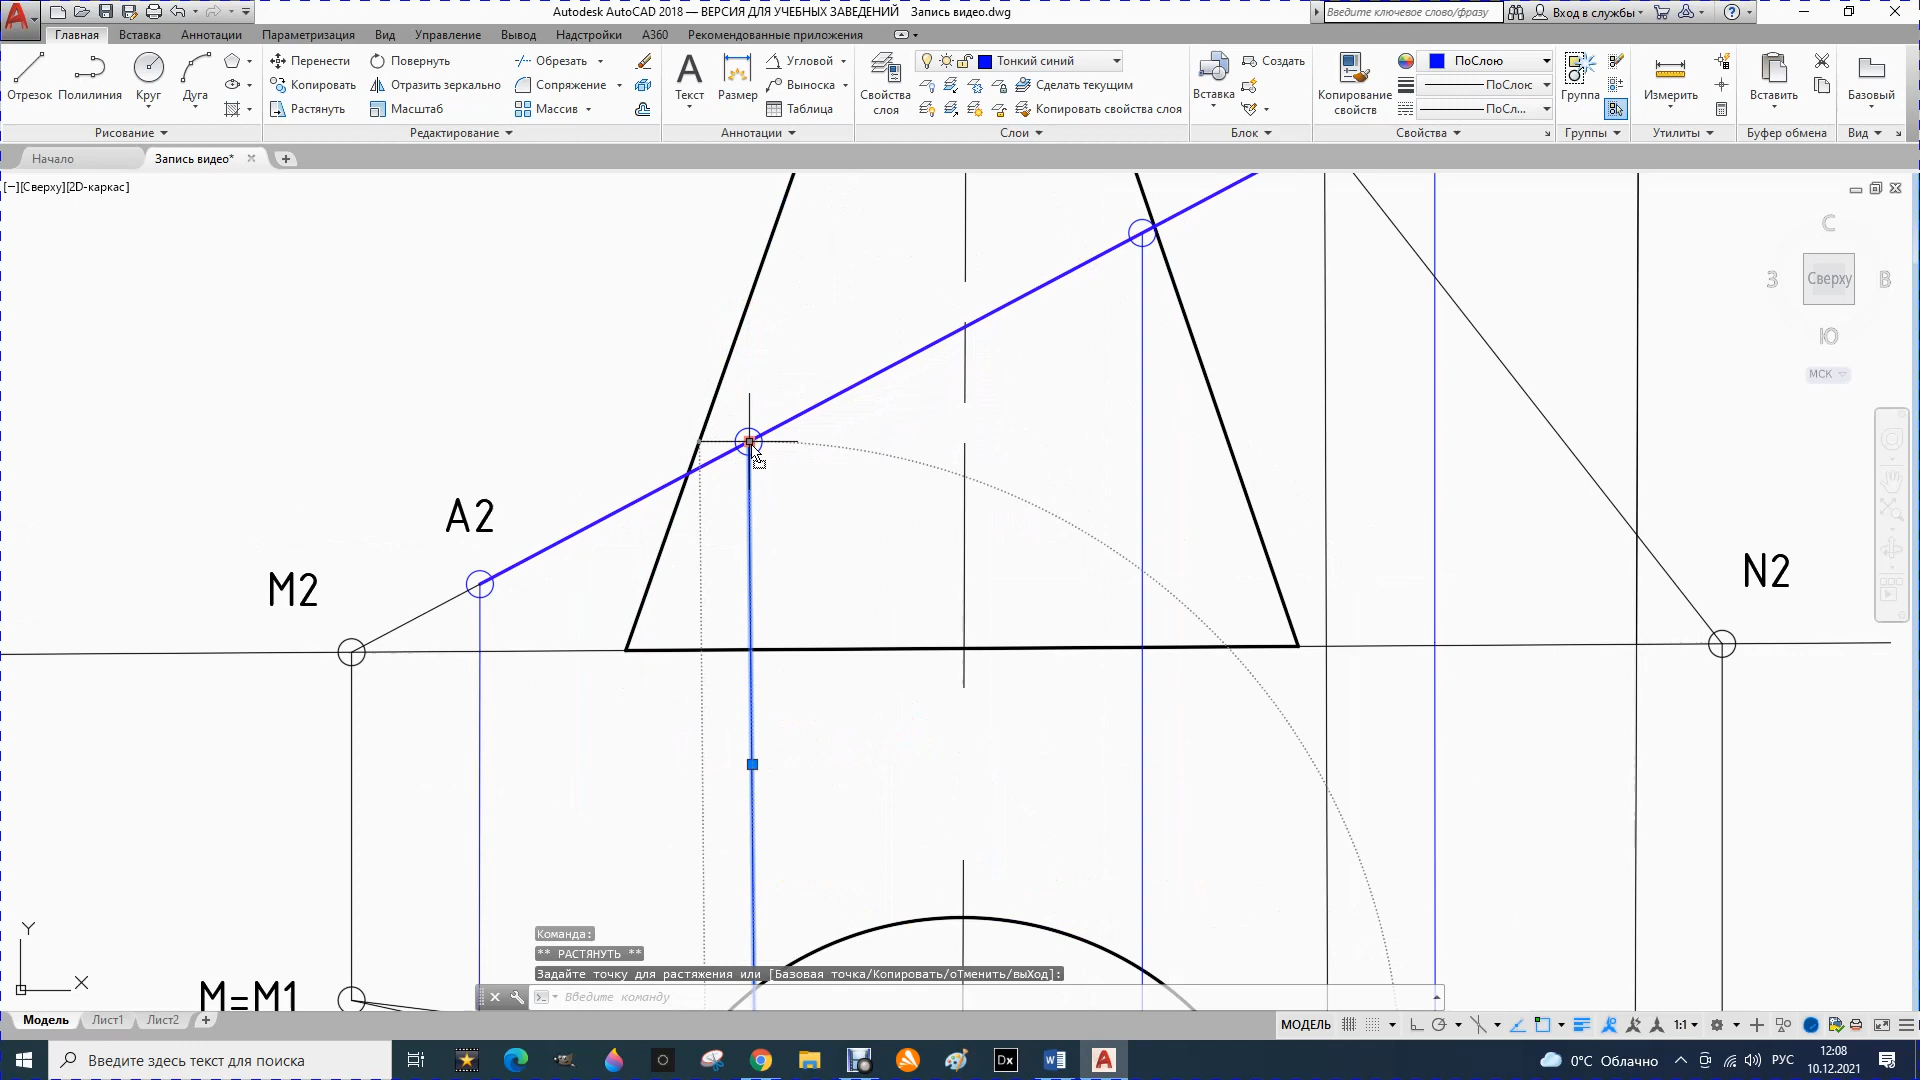 Autodesk AutoCAD 2018 — ВЕРСИЯ ДЛЯ УЧЕБНЫХ ЗАВЕДЕНИЙ Запись видео.dwg
Введите ключевое слово/фразу
Вход в службы
Главная Вставка Аннотации Параметризация Вид Управление Вывод Надстройки A360 Рекомендованные приложения
Отрезок Полилиния Круг Дуга
Перенести Повернуть Обрезать
Копировать Отразить зеркально Сопряжение
Растянуть Масштаб Массив
Текст Размер
Угловой
Выноска
Таблица
Свойства слоя
Тонкий синий
Сделать текущим
Копировать свойства слоя
Вставка
Создать
Копирование свойств
ПоСлою
ПоСлою
ПоСл...
Группа Измерить Вставить Базовый
Рисование Редактирование Аннотации Слои Блок Свойства Группы Утилиты Буфер обмена Вид
Начало Запись видео*
[−][Сверху][2D-каркас]
С
З Сверху В
Ю
МСК
A2
M2
N2
M=M1
Y
X
Команда:
** РАСТЯНУТЬ **
Задайте точку для растяжения или [Базовая точка/Копировать/оТменить/выХод]:
Введите команду
Модель Лист1 Лист2
МОДЕЛЬ 1:1
Введите здесь текст для поиска
Dx
0°C Облачно
РУС
12:08
10.12.2021